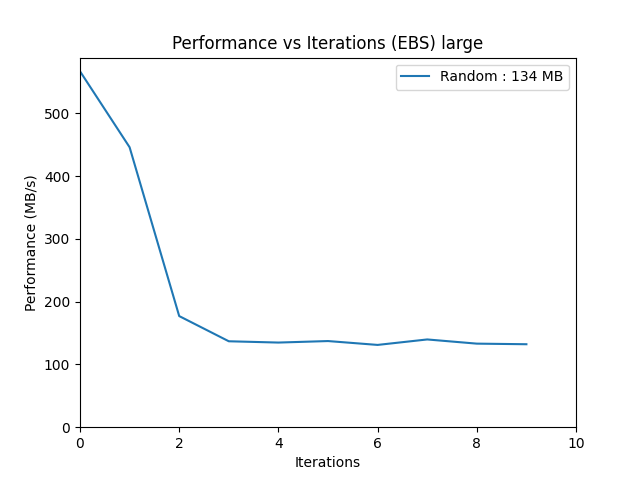 Performance vs Iterations (EBS) large
Random : 134 MB
Performance (MB/s)
500
400
300
200
100
0
0 2 4 6 8 10
Iterations